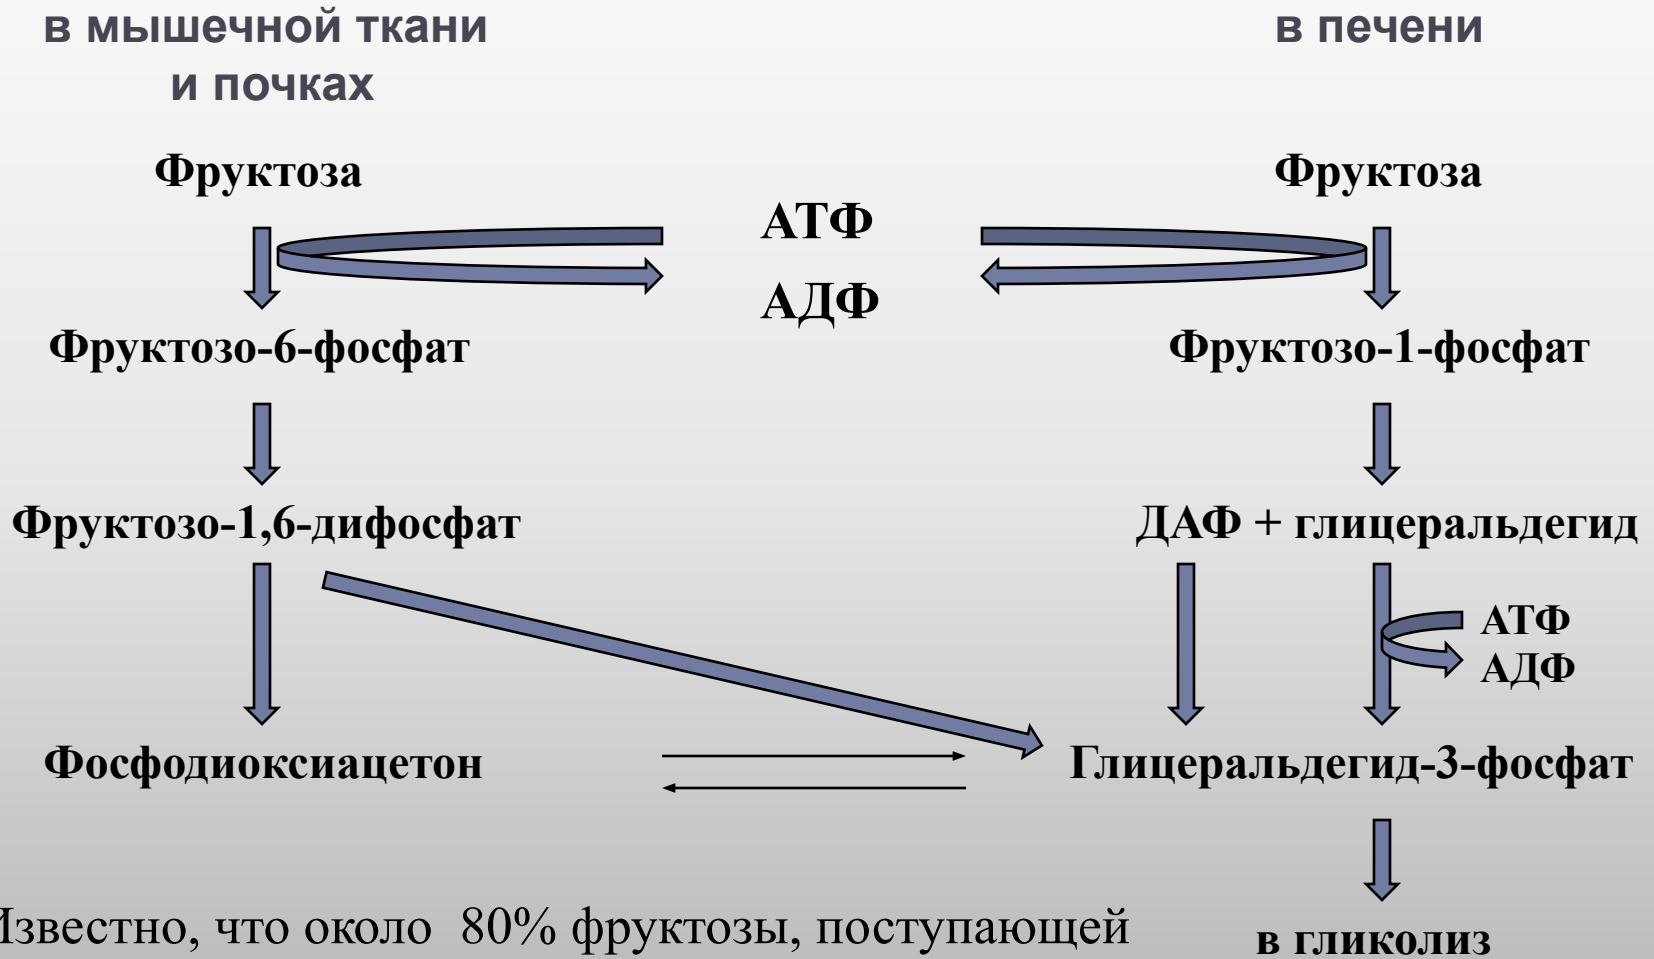 в мышечной ткани
и почках
в печени
Фруктоза
Фруктоза
АТФ
АДФ
Фруктозо-6-фосфат
Фруктозо-1-фосфат
Фруктозо-1,6-дифосфат
ДАФ + глицеральдегид
АТФ
АДФ
Фосфодиоксиацетон
Глицеральдегид-3-фосфат
Известно, что около 80% фруктозы, поступающей
в гликолиз